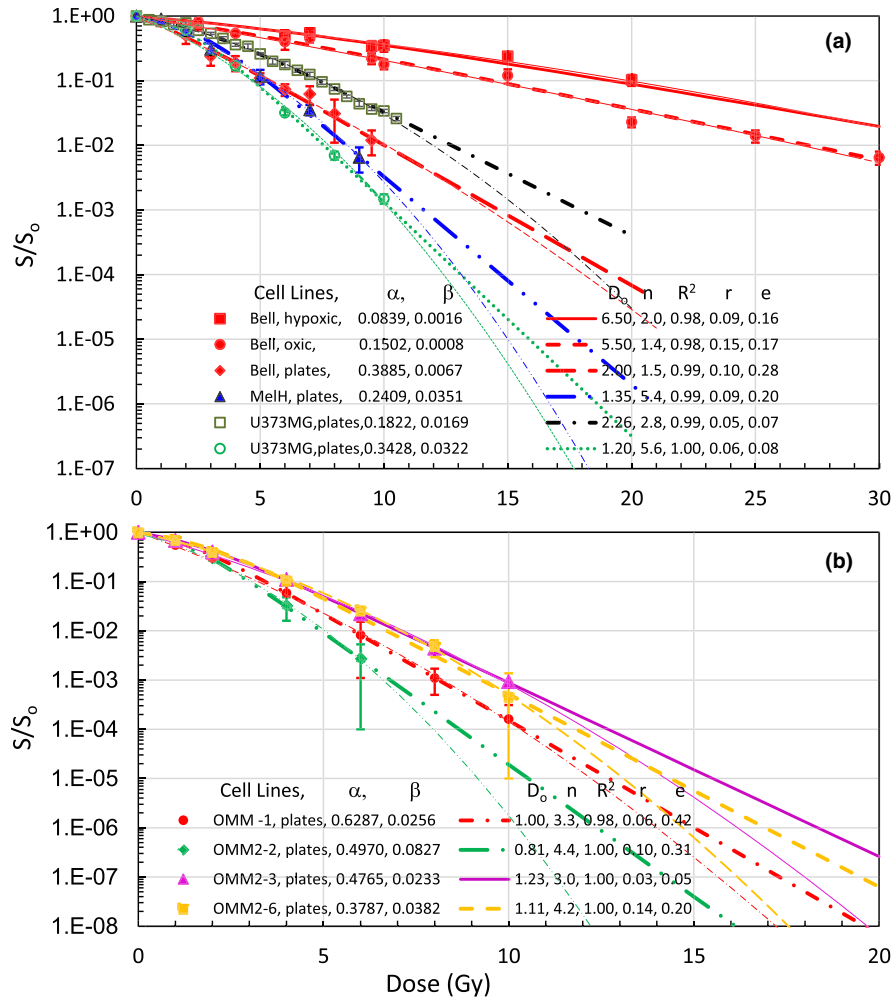 (a)
1.E+00
1.E-01
1.E-02
1.E-03
1.E-04
1.E-05
1.E-06
1.E-07
S/So
Cell Lines, α, β Do n R2 r e
Bell, hypoxic, 0.0839, 0.0016 6.50, 2.0, 0.98, 0.09, 0.16
Bell, oxic, 0.1502, 0.0008 5.50, 1.4, 0.98, 0.15, 0.17
Bell, plates, 0.3885, 0.0067 2.00, 1.5, 0.99, 0.10, 0.28
MelH, plates, 0.2409, 0.0351 1.35, 5.4, 0.99, 0.09, 0.20
U373MG,plates,0.1822, 0.0169 2.26, 2.8, 0.99, 0.05, 0.07
U373MG,plates,0.3428, 0.0322 1.20, 5.6, 1.00, 0.06, 0.08
0 5 10 15 20 25 30
(b)
1.E+00
1.E-01
1.E-02
1.E-03
1.E-04
1.E-05
1.E-06
1.E-07
1.E-08
S/So
Cell Lines, α, β Do n R2 r e
OMM -1, plates, 0.6287, 0.0256 1.00, 3.3, 0.98, 0.06, 0.42
OMM2-2, plates, 0.4970, 0.0827 0.81, 4.4, 1.00, 0.10, 0.31
OMM2-3, plates, 0.4765, 0.0233 1.23, 3.0, 1.00, 0.03, 0.05
OMM2-6, plates, 0.3787, 0.0382 1.11, 4.2, 1.00, 0.14, 0.20
0 5 10 15 20
Dose (Gy)